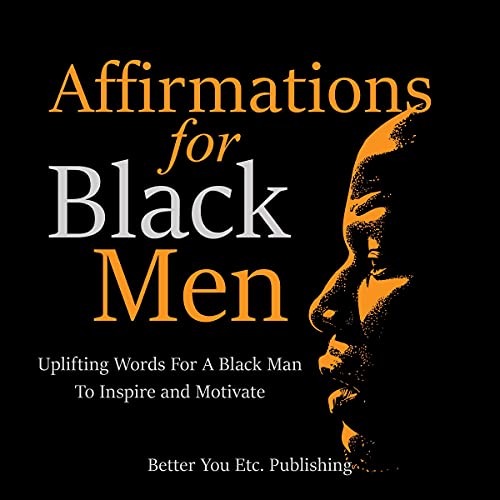 Affirmations
for
Black
Men
Uplifting Words For A Black Man
To Inspire and Motivate
Better You Etc. Publishing